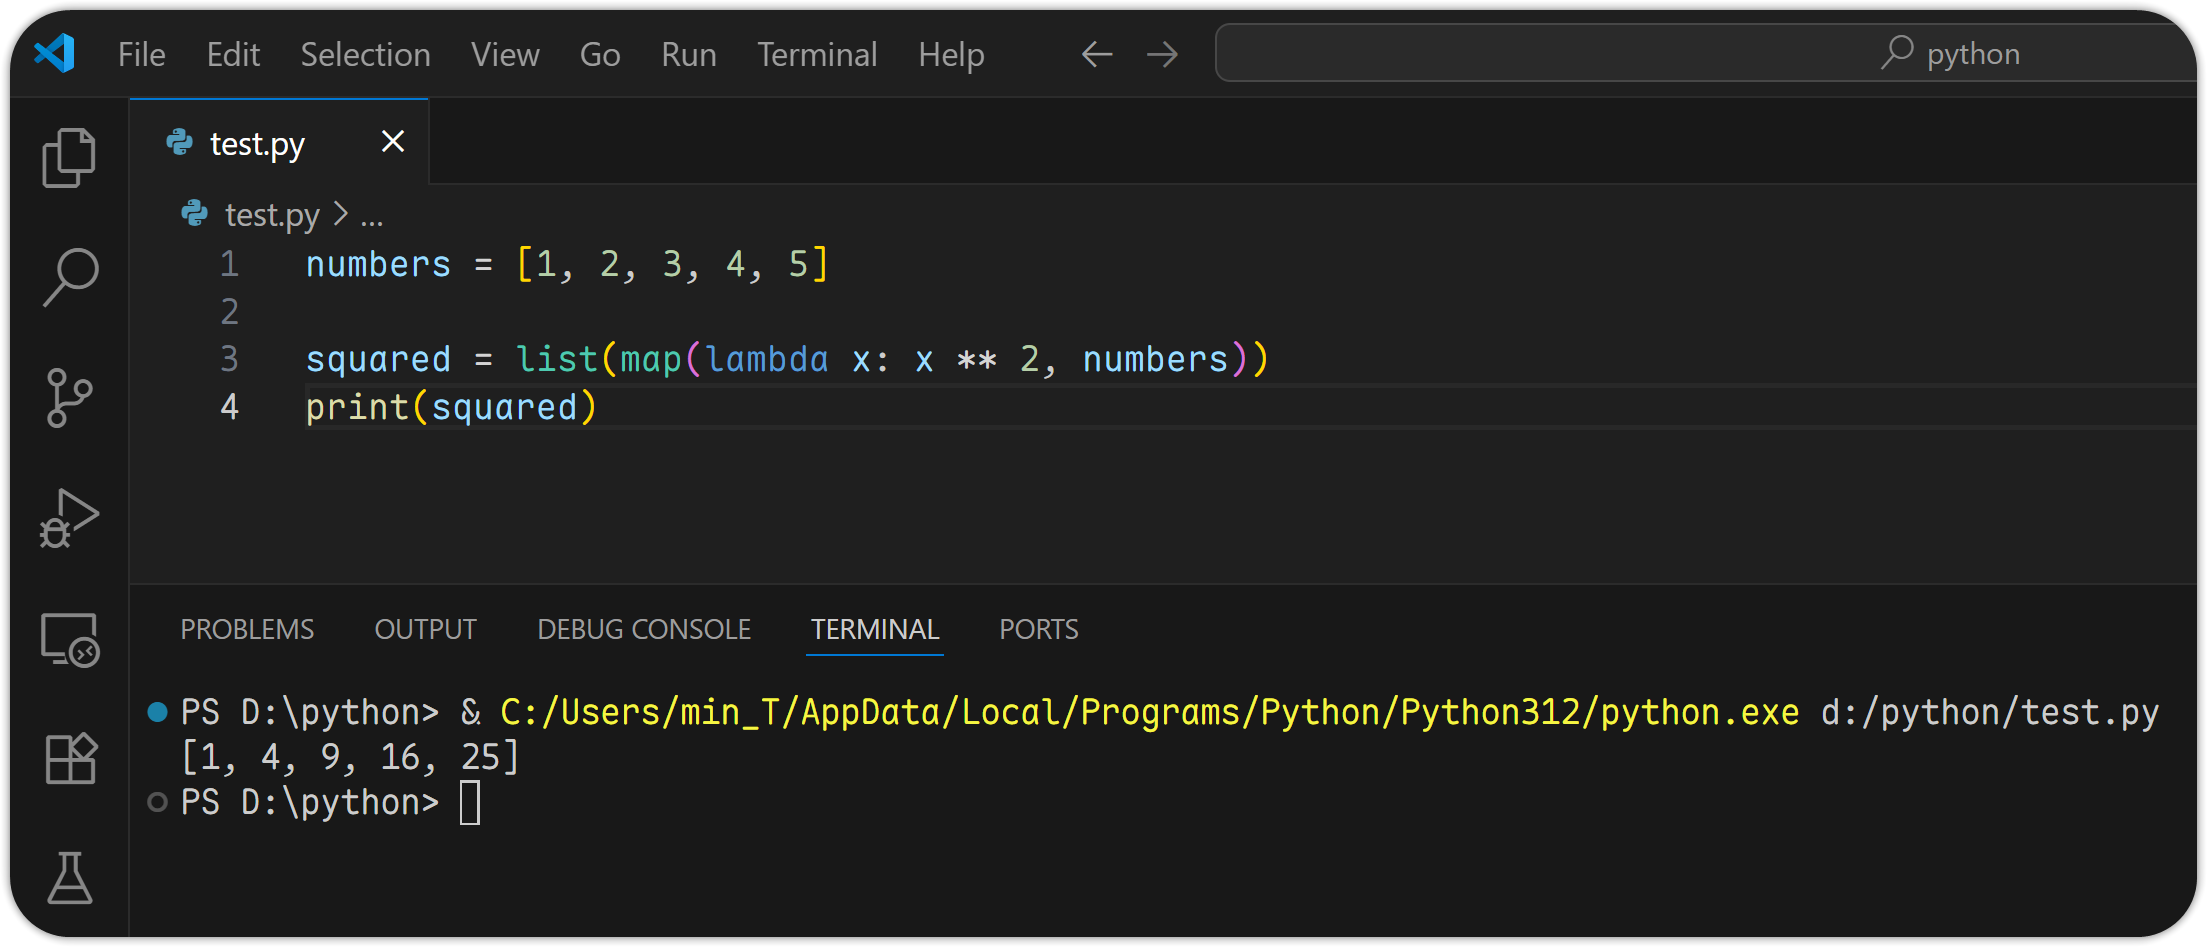 File Edit Selection View Go Run Terminal Help python
test.py
test.py > ...
1 numbers = [1, 2, 3, 4, 5]
2
3 squared = list(map(lambda x: x ** 2, numbers))
4 print(squared)
PROBLEMS OUTPUT DEBUG CONSOLE TERMINAL PORTS
PS D:\python> & C:/Users/min_T/AppData/Local/Programs/Python/Python312/python.exe d:/python/test.py
[1, 4, 9, 16, 25]
PS D:\python>